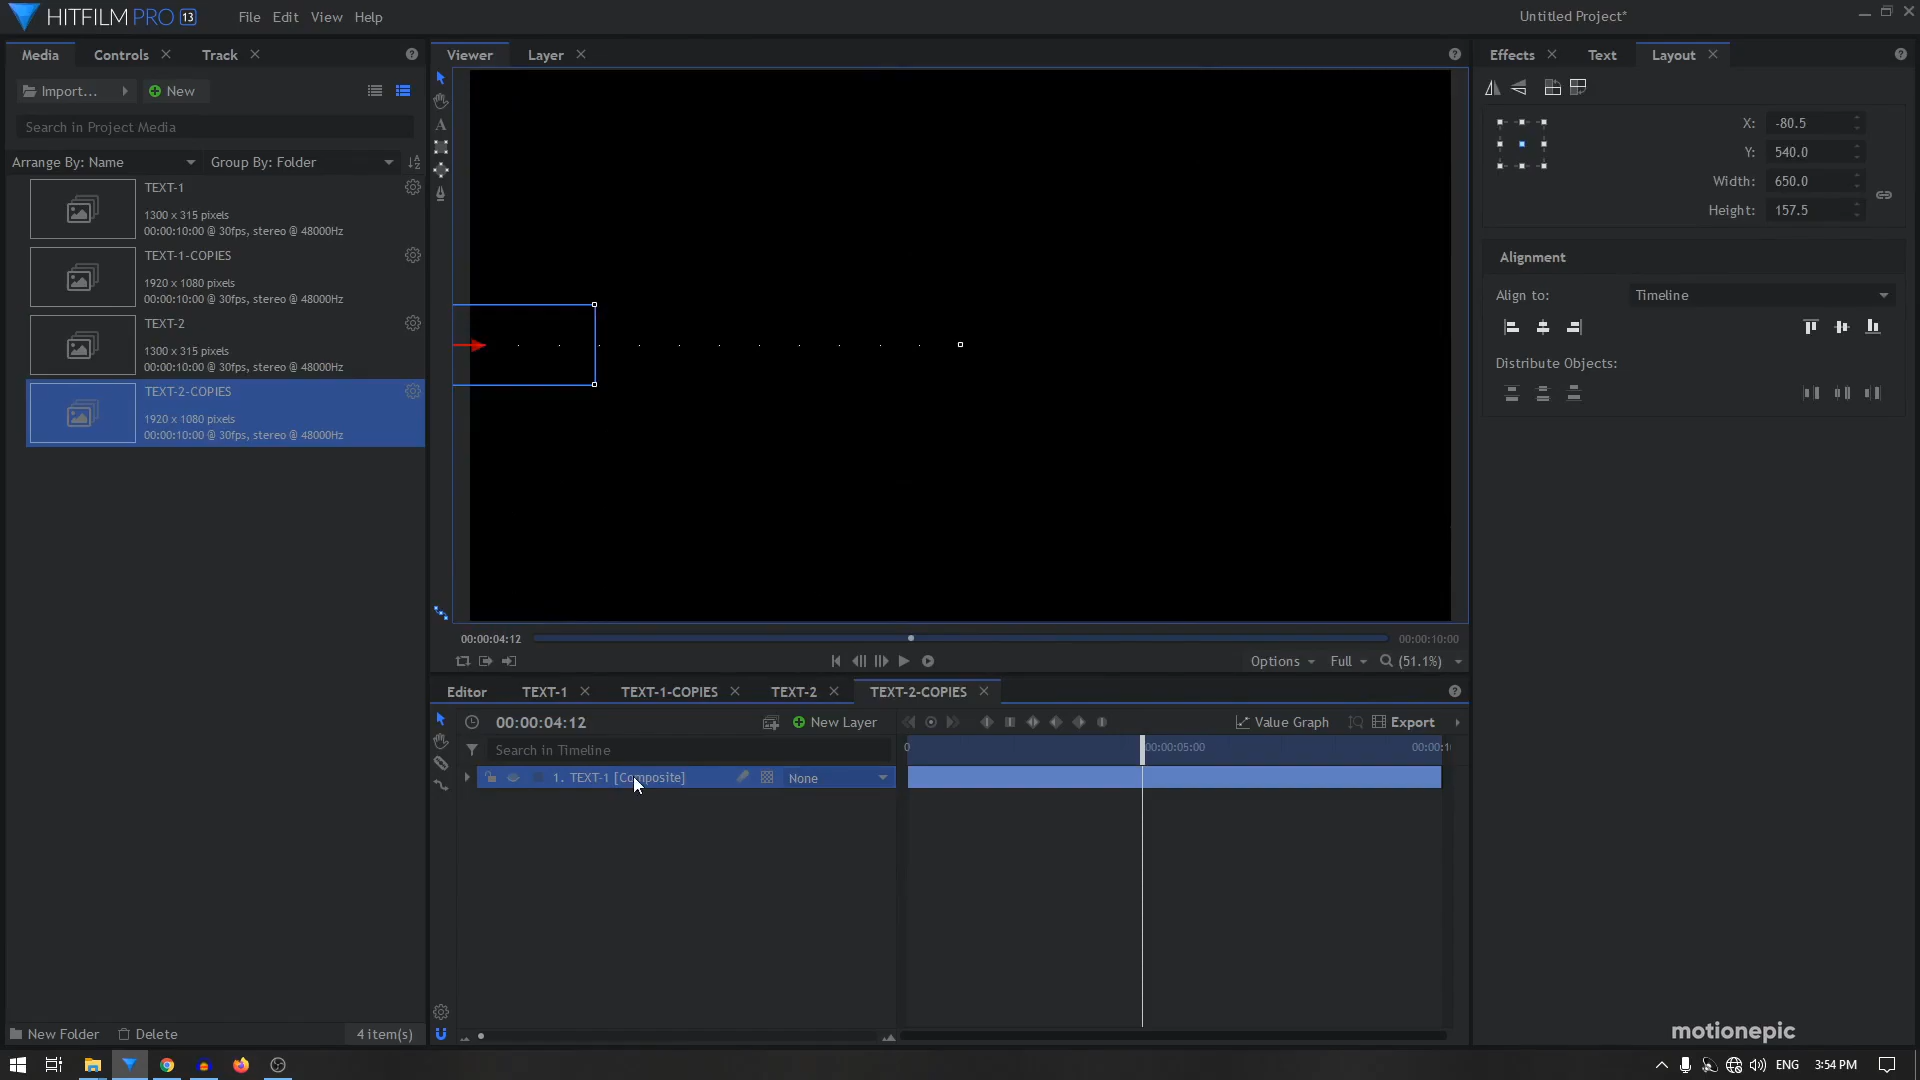 HITFILM PRO 13 File Edit View Help Untitled Project*
Media Controls Track Viewer Layer Effects Text Layout
Import... New
Search in Project Media
Arrange By: Name Group By: Folder
TEXT-1
1300 x 315 pixels
00:00:10:00 @ 30fps, stereo @ 48000Hz
TEXT-1-COPIES
1920 x 1080 pixels
00:00:10:00 @ 30fps, stereo @ 48000Hz
TEXT-2
1300 x 315 pixels
00:00:10:00 @ 30fps, stereo @ 48000Hz
TEXT-2-COPIES
1920 x 1080 pixels
00:00:10:00 @ 30fps, stereo @ 48000Hz
New Folder Delete 4 item(s)
A
00:00:04:12 00:00:10:00
Options Full (51.1%)
X: -80.5
Y: 540.0
Width: 650.0
Height: 157.5
Alignment
Align to: Timeline
Distribute Objects:
Editor TEXT-1 TEXT-1-COPIES TEXT-2 TEXT-2-COPIES
00:00:04:12 New Layer Value Graph Export
Search in Timeline 0 00:00:05:00 00:00:1
1. TEXT-1 [Composite] None
motionepic
ENG 3:54 PM